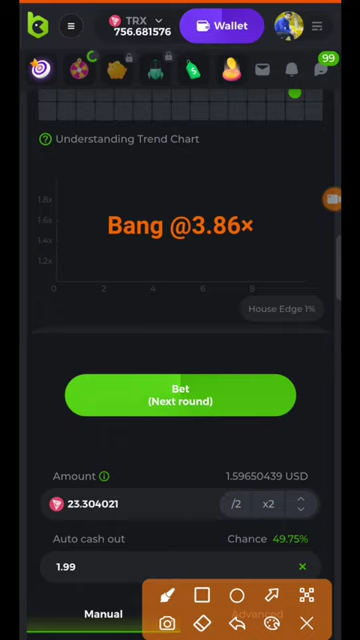 TRX
756.681576
Wallet
99
Understanding Trend Chart
1.8x
1.6x
1.4x
1.2x
Bang @3.86×
0 2 4 6 8
House Edge 1%
Bet
(Next round)
Amount 1.59650439 USD
23.304021 /2 x2
Auto cash out Chance 49.75%
1.99 ×
Manual Advanced